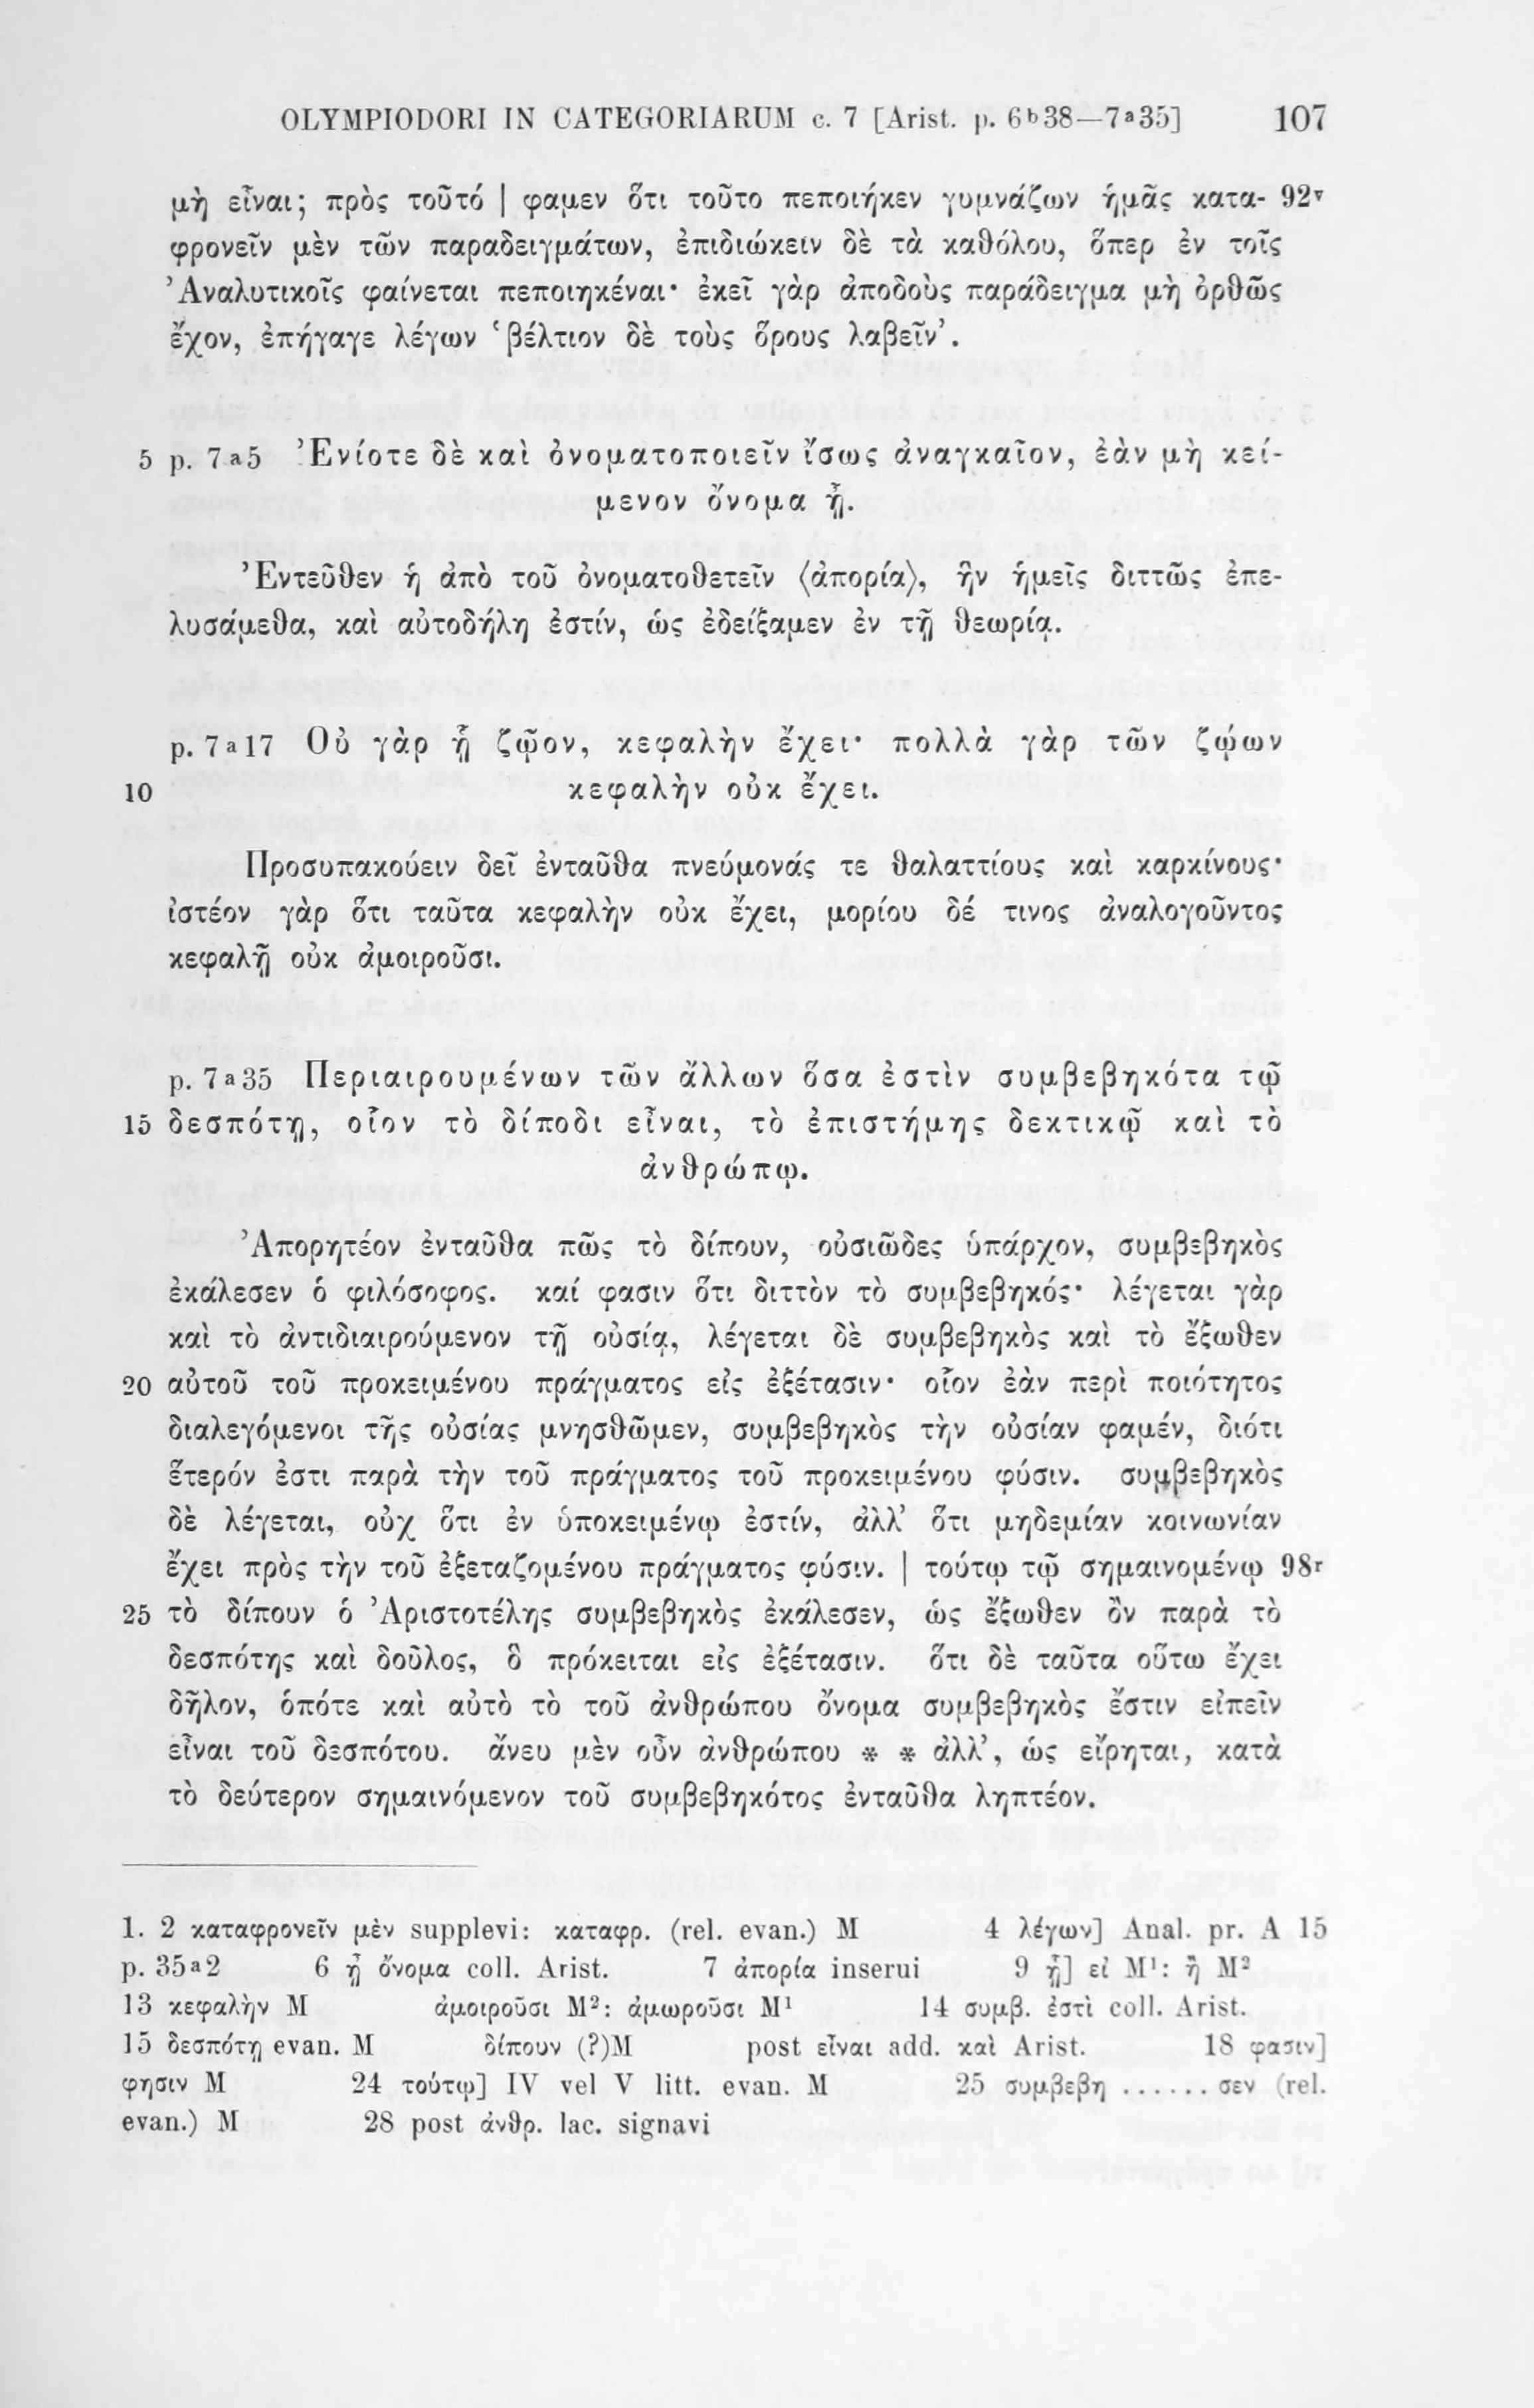 OLYMPIODORI IN CATEGORIARUM c. 7 [Arist. p. 6b38—7a35] 107
μὴ εἶναι; πρὸς τοῦτό | φαμεν ὅτι τοῦτο πεποιήκεν γυμνάζων ἡμᾶς κατα- 92v
φρονεῖν μὲν τῶν παραδειγμάτων, ἐπιδιώκειν δὲ τὰ καθόλου, ὅπερ ἐν τοῖς
Ἀναλυτικοῖς φαίνεται πεποιηκέναι· ἐκεῖ γὰρ ἀποδοὺς παράδειγμα μὴ ὀρθῶς
ἔχον, ἐπήγαγε λέγων ‘βέλτιον δὲ τοὺς ὅρους λαβεῖν’.
5 p. 7a5 Ἐνίοτε δὲ καὶ ὀνοματοποιεῖν ἴσως ἀναγκαῖον, ἐὰν μὴ κεί-
μενον ὄνομα ᾖ.
Ἐντεῦθεν ἡ ἀπὸ τοῦ ὀνοματοθετεῖν ⟨ἀπορία⟩, ἣν ἡμεῖς διττῶς ἐπε-
λυσάμεθα, καὶ αὐτοδήλη ἐστίν, ὡς ἐδείξαμεν ἐν τῇ θεωρίᾳ.
p. 7a17 Οὐ γὰρ ᾗ ζῷον, κεφαλὴν ἔχει· πολλὰ γὰρ τῶν ζῴων
10 κεφαλὴν οὐκ ἔχει.
Προσυπακούειν δεῖ ἐνταῦθα πνεύμονάς τε θαλαττίους καὶ καρκίνους·
ἰστέον γὰρ ὅτι ταῦτα κεφαλὴν οὐκ ἔχει, μορίου δέ τινος ἀναλογοῦντος
κεφαλῇ οὐκ ἀμοιροῦσι.
p. 7a35 Περιαιρουμένων τῶν ἄλλων ὅσα ἐστὶν συμβεβηκότα τῷ
15 δεσπότῃ, οἷον τὸ δίποδι εἶναι, τὸ ἐπιστήμης δεκτικῷ καὶ τὸ
ἀνθρώπῳ.
Ἀπορητέον ἐνταῦθα πῶς τὸ δίπουν, οὐσιῶδες ὑπάρχον, συμβεβηκὸς
ἐκάλεσεν ὁ φιλόσοφος. καί φασιν ὅτι διττὸν τὸ συμβεβηκός· λέγεται γὰρ
καὶ τὸ ἀντιδιαιρούμενον τῇ οὐσίᾳ, λέγεται δὲ συμβεβηκὸς καὶ τὸ ἔξωθεν
20 αὐτοῦ τοῦ προκειμένου πράγματος εἰς ἐξέτασιν· οἷον ἐὰν περὶ ποιότητος
διαλεγόμενοι τῆς οὐσίας μνησθῶμεν, συμβεβηκὸς τὴν οὐσίαν φαμέν, διότι
ἕτερόν ἐστι παρὰ τὴν τοῦ πράγματος τοῦ προκειμένου φύσιν. συμβεβηκὸς
δὲ λέγεται, οὐχ ὅτι ἐν ὑποκειμένῳ ἐστίν, ἀλλ’ ὅτι μηδεμίαν κοινωνίαν
ἔχει πρὸς τὴν τοῦ ἐξεταζομένου πράγματος φύσιν. | τούτῳ τῷ σημαινομένῳ 98r
25 τὸ δίπουν ὁ Ἀριστοτέλης συμβεβηκὸς ἐκάλεσεν, ὡς ἔξωθεν ὂν παρὰ τὸ
δεσπότης καὶ δοῦλος, ὃ πρόκειται εἰς ἐξέτασιν. ὅτι δὲ ταῦτα οὕτω ἔχει
δῆλον, ὁπότε καὶ αὐτὸ τὸ τοῦ ἀνθρώπου ὄνομα συμβεβηκὸς ἔστιν εἰπεῖν
εἶναι τοῦ δεσπότου. ἄνευ μὲν οὖν ἀνθρώπου * * ἀλλ’, ὡς εἴρηται, κατὰ
τὸ δεύτερον σημαινόμενον τοῦ συμβεβηκότος ἐνταῦθα ληπτέον.
1. 2 καταφρονεῖν μὲν supplevi: καταφρ. (rel. evan.) M 4 λέγων] Anal. pr. A 15
p. 35a2 6 ᾖ ὄνομα coll. Arist. 7 ἀπορία inserui 9 ᾗ] εἰ M1: ἢ M2
13 κεφαλὴν M ἀμοιροῦσι M2: ἀμωροῦσι M1 14 συμβ. ἐστὶ coll. Arist.
15 δεσπότῃ evan. M δίπουν (?) M post εἶναι add. καὶ Arist. 18 φασιν]
φησιν M 24 τούτῳ] IV vel V litt. evan. M 25 συμβεβη ...... σεν (rel.
evan.) M 28 post ἀνθρ. lac. signavi